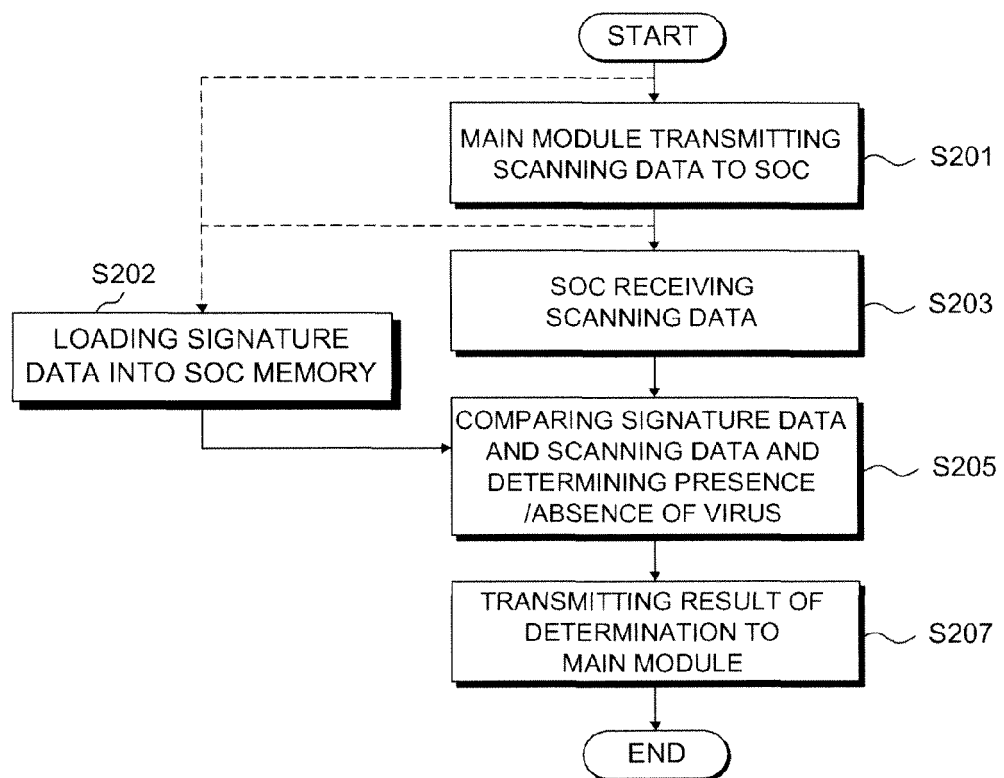 START
MAIN MODULE TRANSMITTING
SCANNING DATA TO SOC
S201
S202
LOADING SIGNATURE
DATA INTO SOC MEMORY
SOC RECEIVING
SCANNING DATA
S203
COMPARING SIGNATURE DATA
AND SCANNING DATA AND
DETERMINING PRESENCE
/ABSENCE OF VIRUS
S205
TRANSMITTING RESULT OF
DETERMINATION TO
MAIN MODULE
S207
END